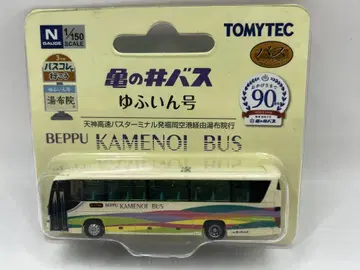 N
GAUGE
1/150
SCALE
TOMYTEC
バスコレ
亀の井バス
ゆふいん号
湯布院
90
天神高速バスターミナル発福岡空港経由湯布院行
BEPPU KAMENOI BUS
BEPPU KAMENOI BUS